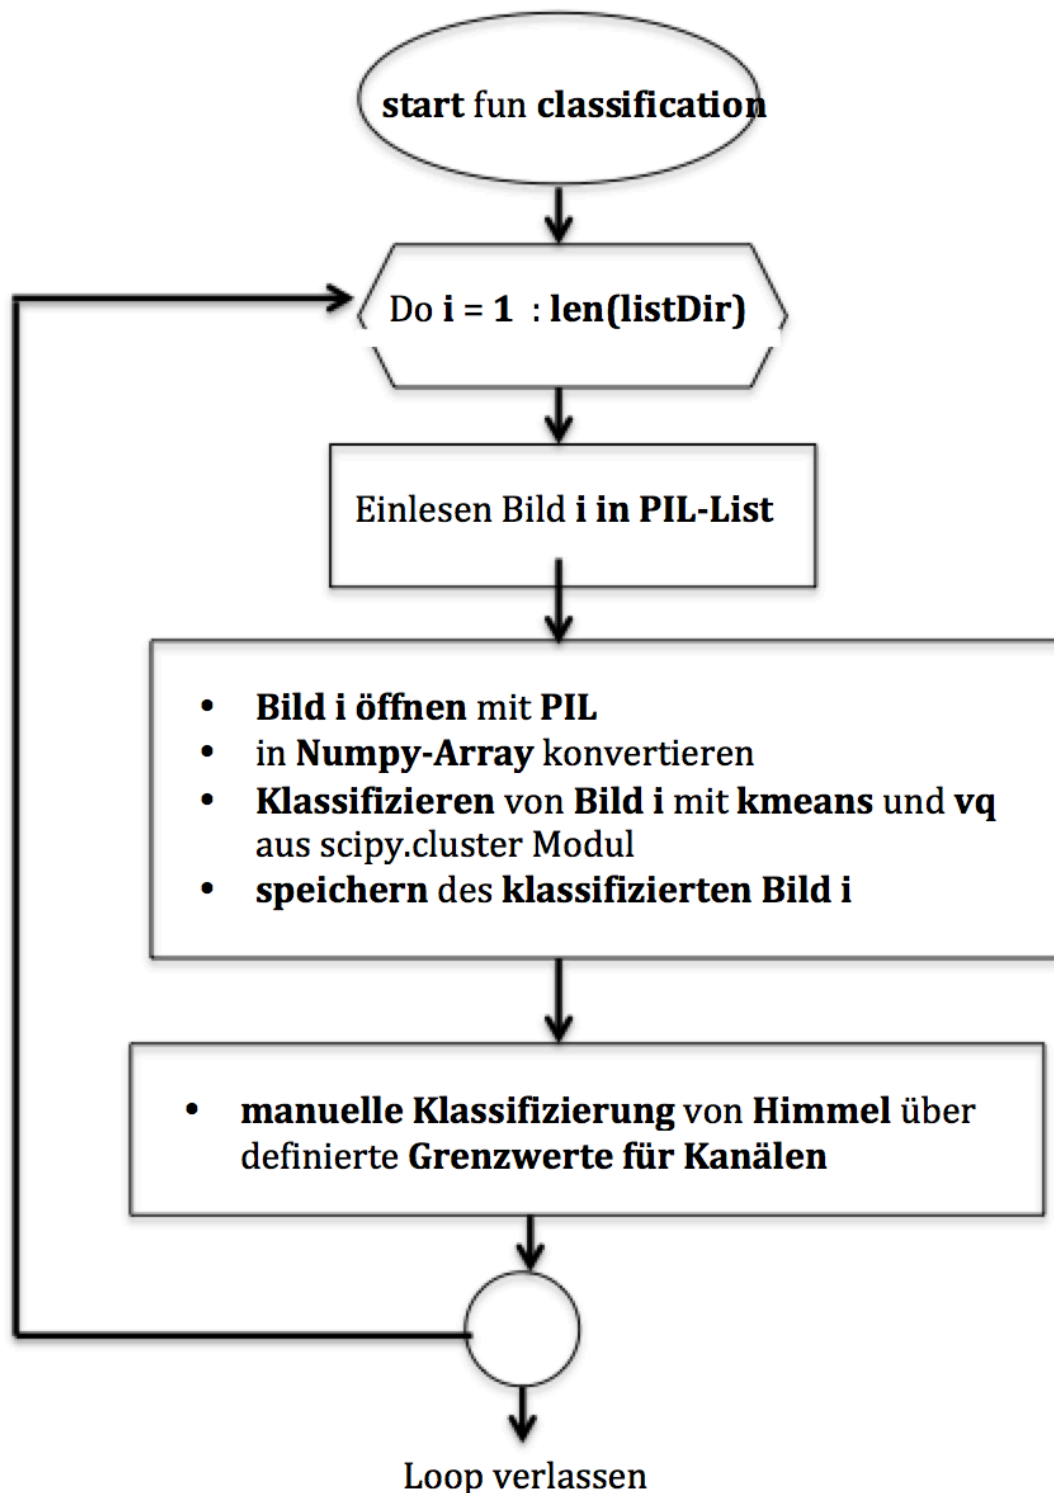 start fun classification
Do i = 1 : len(listDir)
Einlesen Bild i in PIL-List
• Bild i öffnen mit PIL
• in Numpy-Array konvertieren
• Klassifizieren von Bild i mit kmeans und vq
aus scipy.cluster Modul
• speichern des klassifizierten Bild i
• manuelle Klassifizierung von Himmel über
definierte Grenzwerte für Kanälen
Loop verlassen